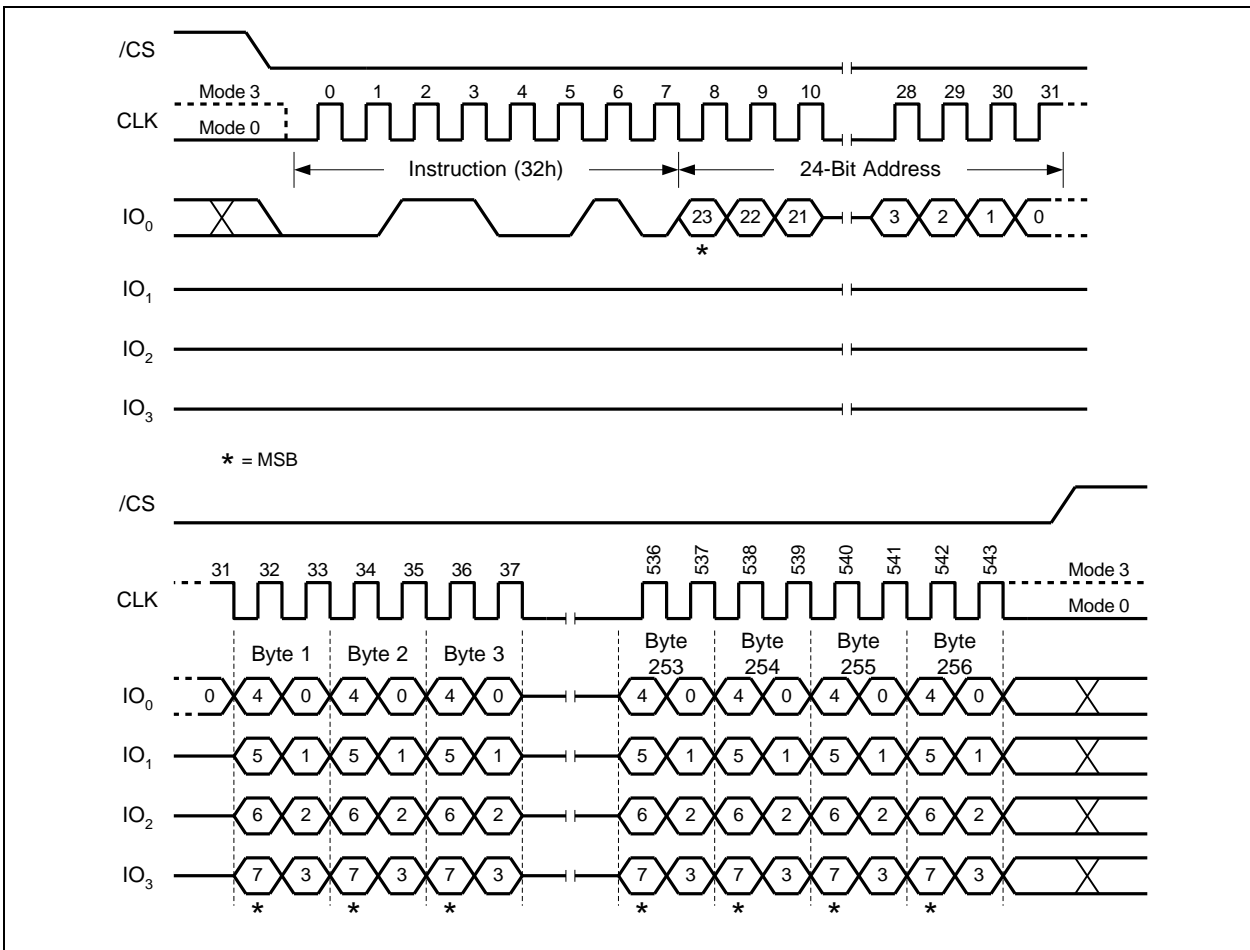 /CS
Mode 3
0 1 2 3 4 5 6 7 8 9 10 28 29 30 31
CLK
Mode 0
Instruction (32h)
24-Bit Address
IO0
23 22 21 3 2 1 0
*
IO1
IO2
IO3
* = MSB
/CS
31 32 33 34 35 36 37 536 537 538 539 540 541 542 543
Mode 3
CLK
Mode 0
Byte 1 Byte 2 Byte 3
Byte 253
Byte 254
Byte 255
Byte 256
IO0
0 4 0 4 0 4 0 4 0 4 0 4 0 4 0
IO1
5 1 5 1 5 1 5 1 5 1 5 1 5 1
IO2
6 2 6 2 6 2 6 2 6 2 6 2 6 2
IO3
7 3 7 3 7 3 7 3 7 3 7 3 7 3
* * * * * * *